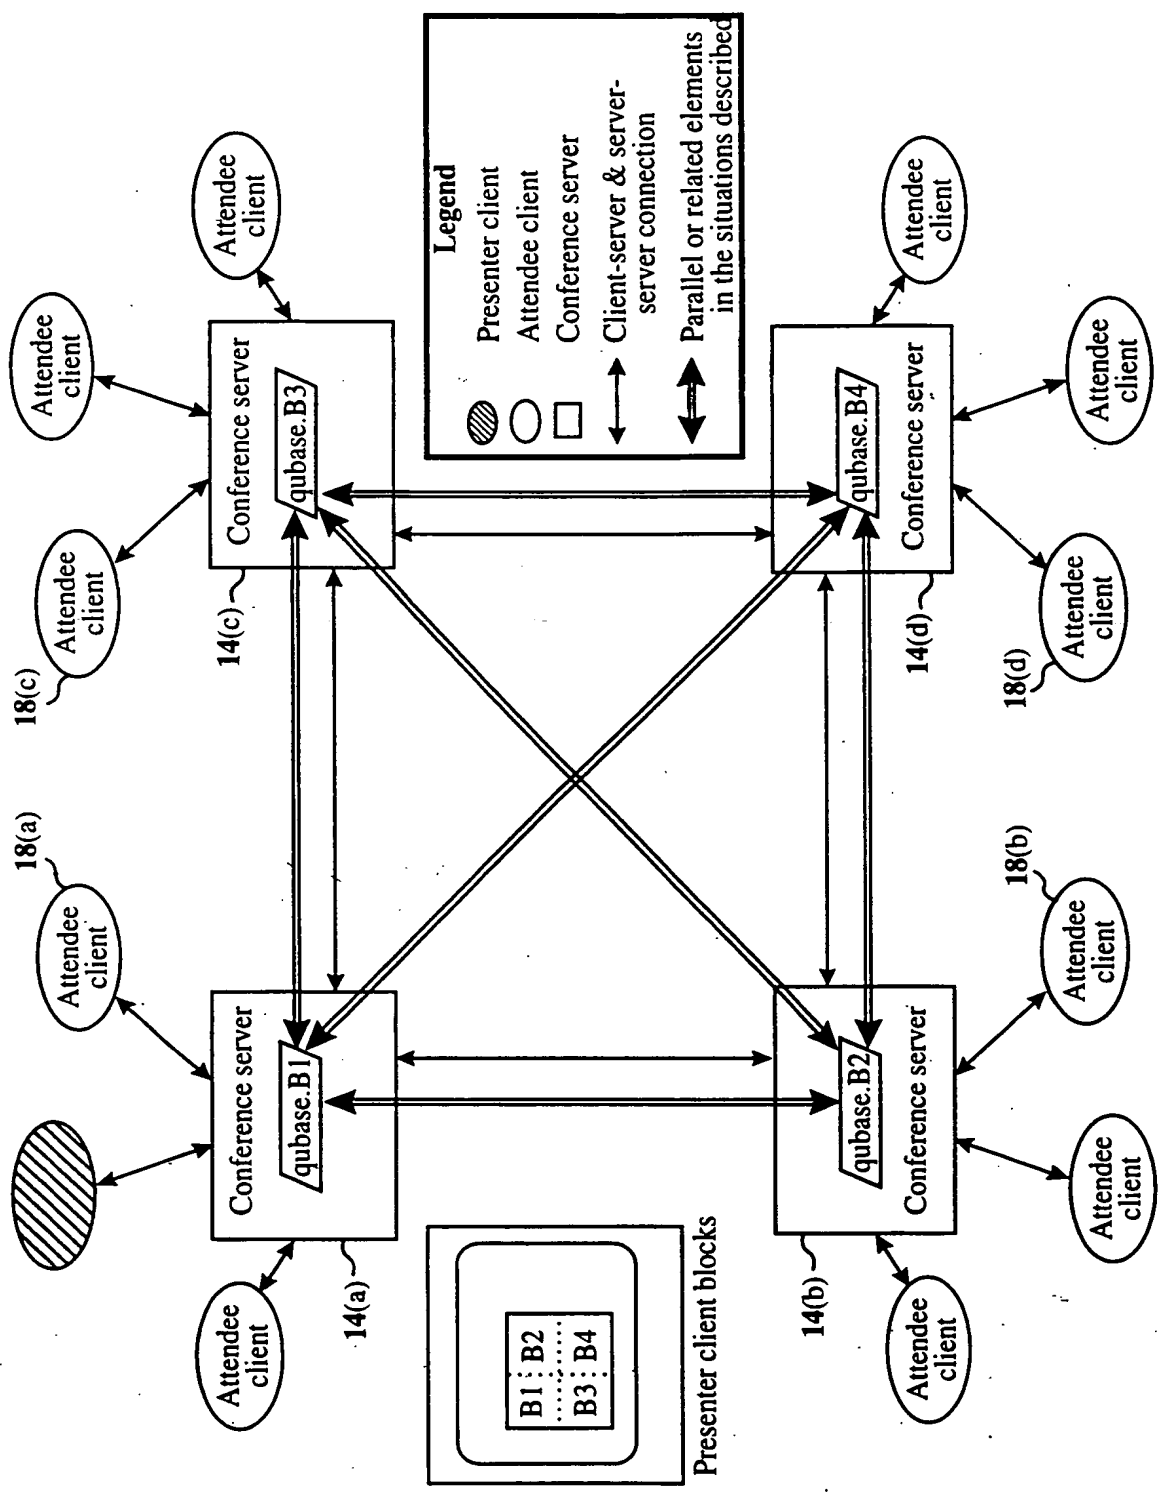 Attendee
client
Attendee
client
18(a)
Conference server
qubase.B1
14(a)
18(c)
Attendee
client
Attendee
client
Attendee
client
Conference server
qubase.B3
14(c)
Presenter client blocks
B1
B2
B3
B4
Legend
Presenter client
Attendee client
Conference server
Client-server & server-
server connection
Parallel or related elements
in the situations described
14(b)
Conference server
qubase.B2
Attendee
client
Attendee
client
Attendee
client
18(b)
14(d)
Conference server
qubase.B4
18(d)
Attendee
client
Attendee
client
Attendee
client